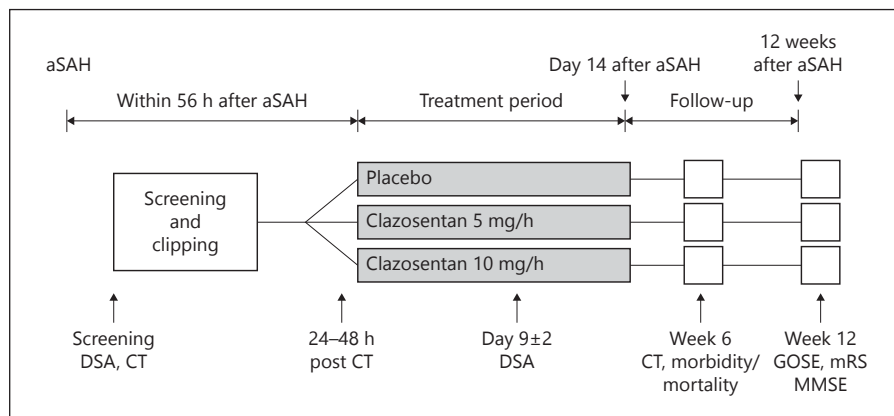 aSAH
Day 14 after aSAH
12 weeks
after aSAH
Within 56 h after aSAH
Treatment period
Follow-up
Screening
and
clipping
Placebo
Clazosentan 5 mg/h
Clazosentan 10 mg/h
Screening
DSA, CT
24–48 h
post CT
Day 9±2
DSA
Week 6
CT, morbidity/
mortality
Week 12
GOSE, mRS
MMSE